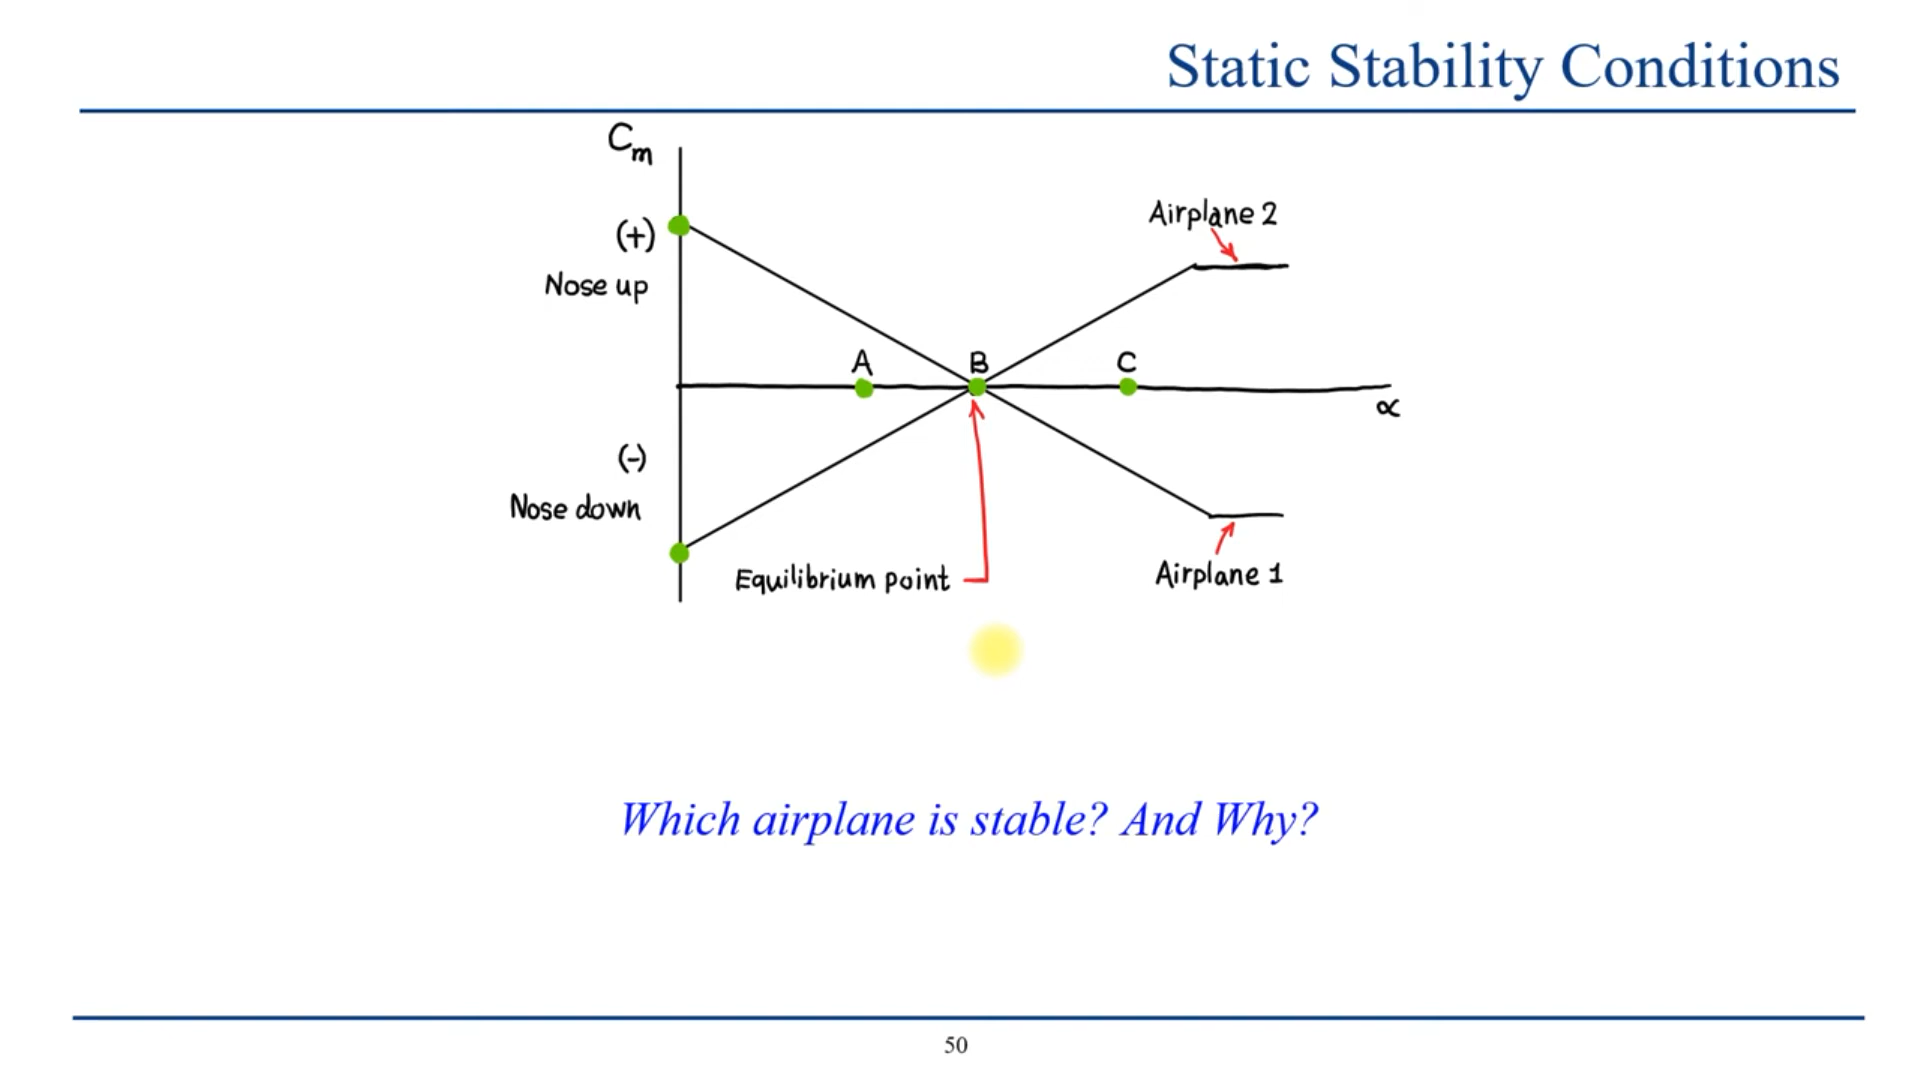 Static Stability Conditions
Cm
(+)
Nose up
Airplane 2
A
B
C
α
(-)
Nose down
Equilibrium point
Airplane 1
Which airplane is stable? And Why?
50